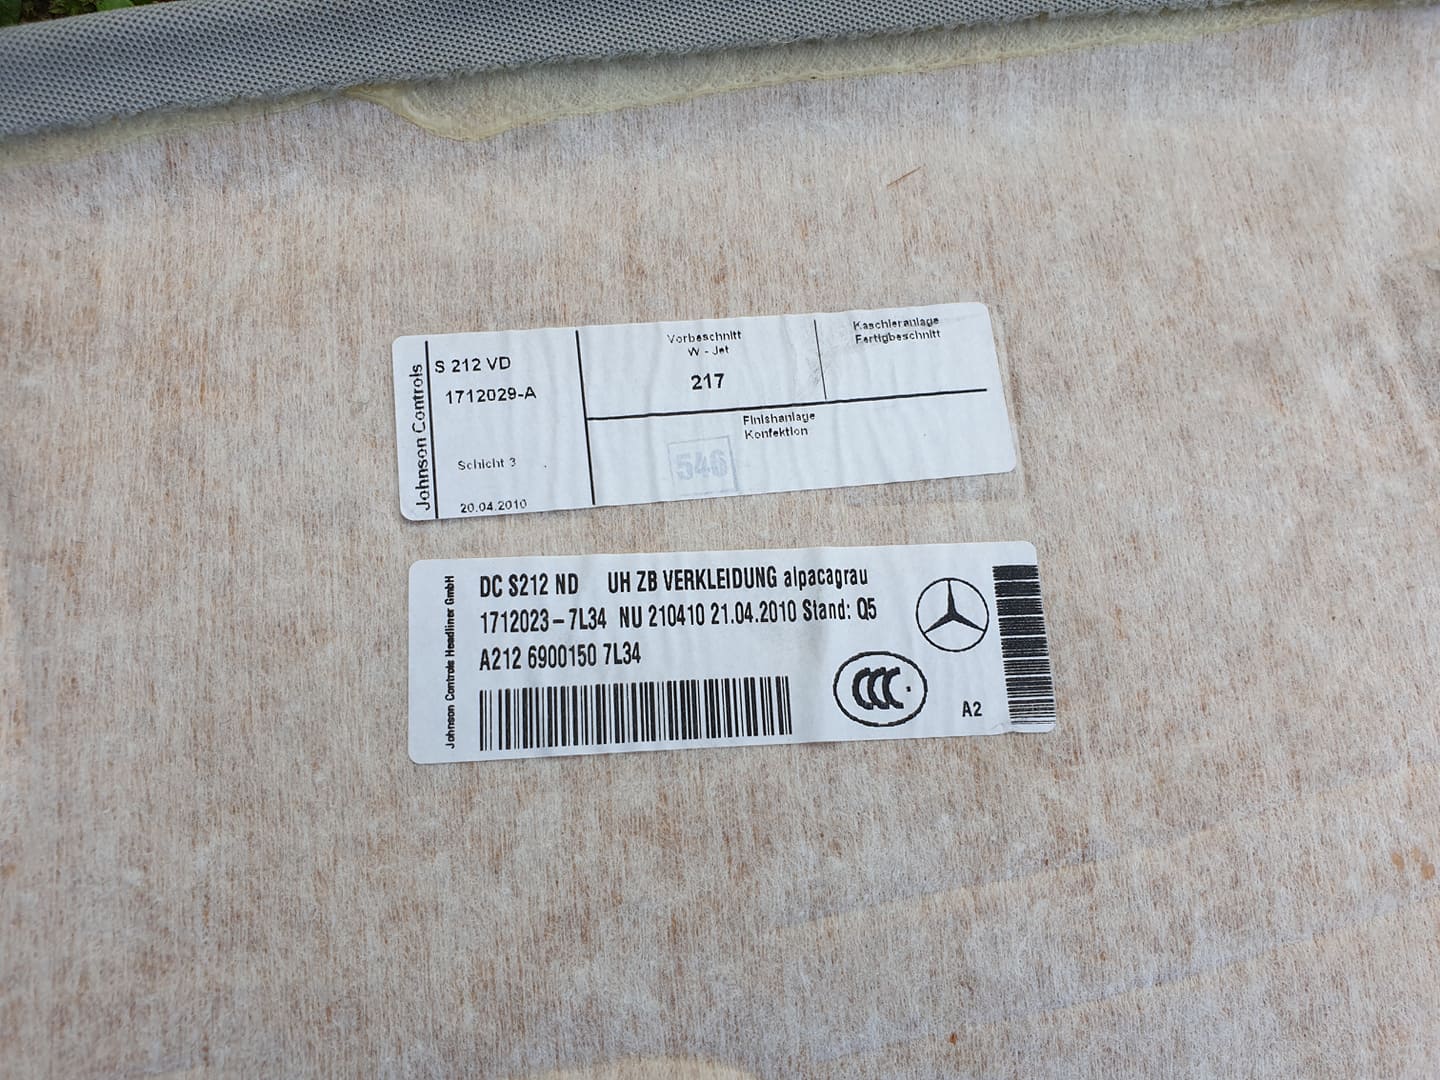 Johnson Controls
S 212 VD
1712029-A
Schicht 3
20.04.2010
Vorbeschnitt
W - Jet
217
Kaschieranlage
Fertigbeschnitt
Finishanlage
Konfektion
546
Johnson Controls Headliner GmbH
DC S212 ND UH ZB VERKLEIDUNG alpacagrau
1712023-7L34 NU 210410 21.04.2010 Stand: Q5
A212 6900150 7L34
CCC
A2